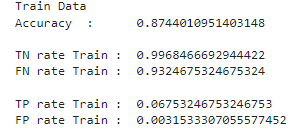 Train Data
Accuracy : 0.8744010951403148
TN rate Train : 0.9968466692944422
FN rate Train : 0.9324675324675324
TP rate Train : 0.06753246753246753
FP rate Train : 0.0031533307055577452